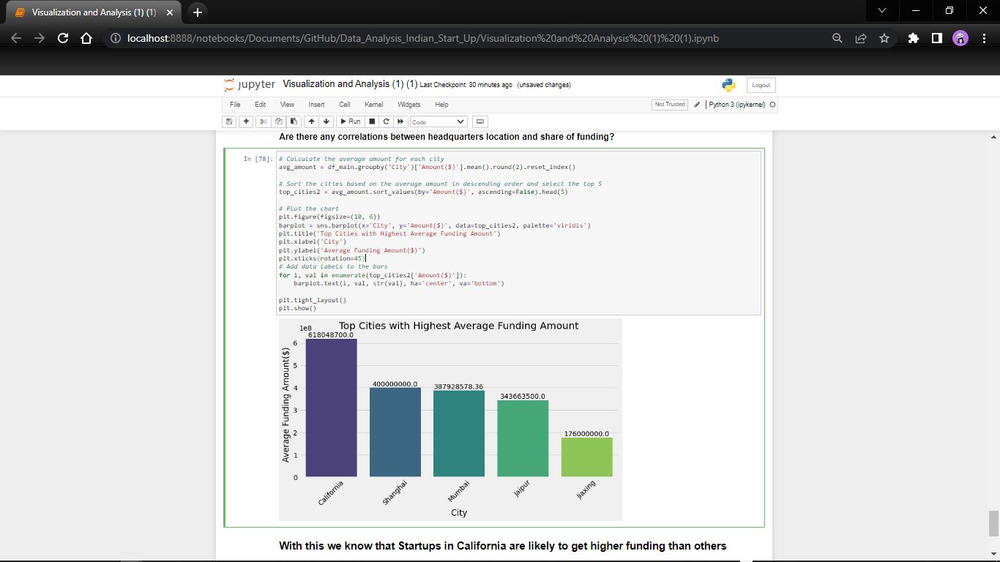 Visualization and Analysis (1) (1)
localhost:8888/notebooks/Documents/GitHub/Data_Analysis_Indian_Start_Up/Visualization%20and%20Analysis%20(1)%20(1).ipynb
jupyter Visualization and Analysis (1) (1) Last Checkpoint: 30 minutes ago (unsaved changes)
Logout
File Edit View Insert Cell Kernel Widgets Help
Not Trusted
Python 3 (ipykernel)
Run
Code
Are there any correlations between headquarters location and share of funding?
In [78]:
# Calculate the average amount for each city
avg_amount = df_main.groupby('City')['Amount($)'].mean().round(2).reset_index()
# Sort the cities based on the average amount in descending order and select the top 5
top_cities2 = avg_amount.sort_values(by='Amount($)', ascending=False).head(5)
# Plot the chart
plt.figure(figsize=(10, 6))
barplot = sns.barplot(x='City', y='Amount($)', data=top_cities2, palette='viridis')
plt.title('Top Cities with Highest Average Funding Amount')
plt.xlabel('City')
plt.ylabel('Average Funding Amount($)')
plt.xticks(rotation=45)
# Add data labels to the bars
for i, val in enumerate(top_cities2['Amount($)']):
    barplot.text(i, val, str(val), ha='center', va='bottom')
plt.tight_layout()
plt.show()
Top Cities with Highest Average Funding Amount
1e8
618048700.0
400000000.0
387928578.36
343663500.0
176000000.0
6
5
4
3
2
1
0
Average Funding Amount($)
California
Shanghai
Mumbai
Jaipur
Jiaxing
City
With this we know that Startups in California are likely to get higher funding than others